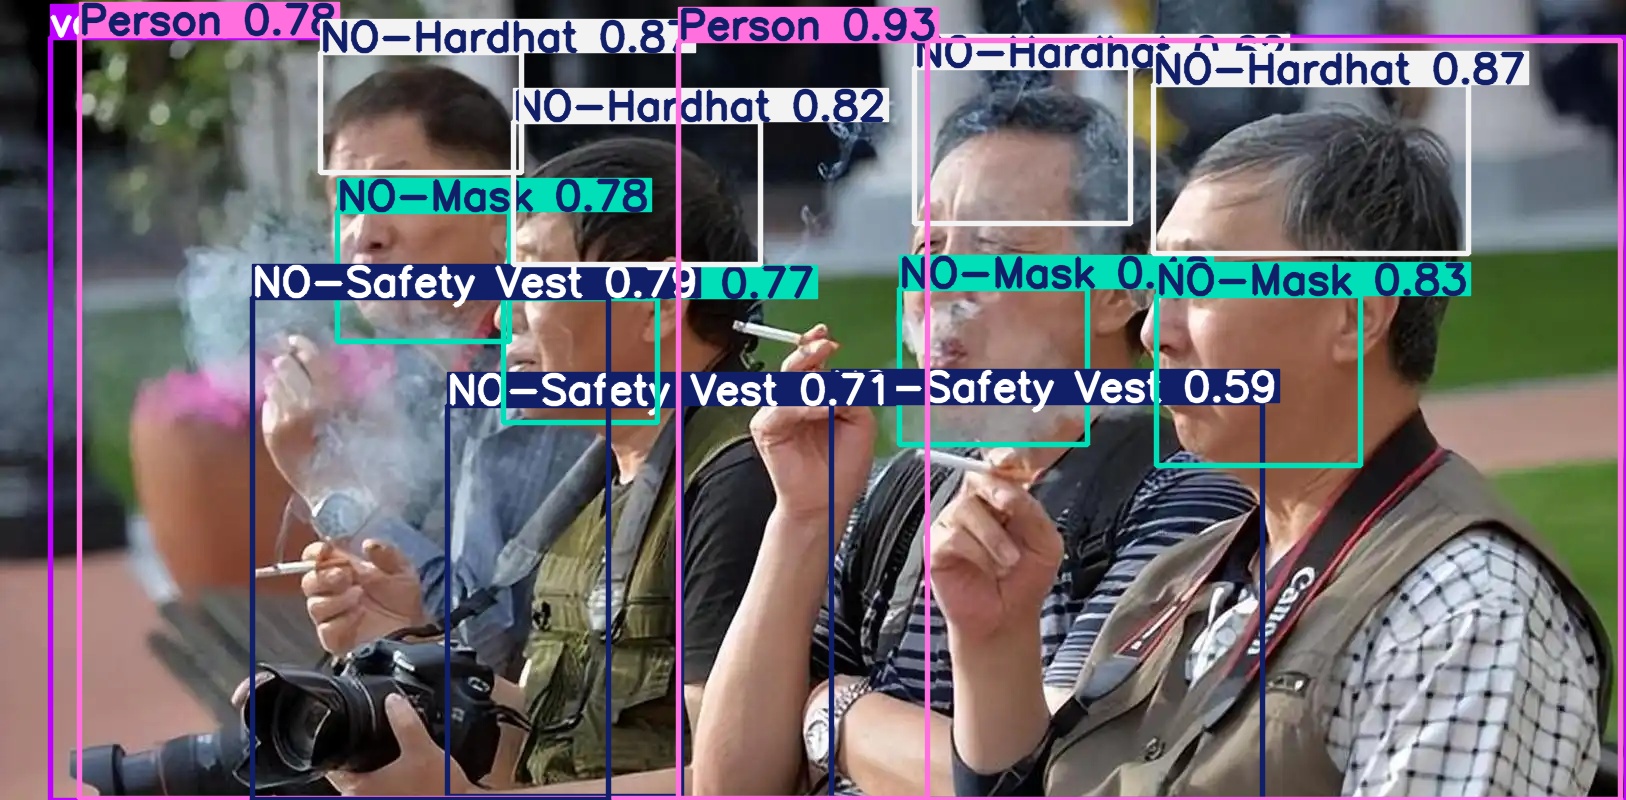 Person 0.78
NO-Hardhat 0.87
Person 0.93
NO-Hardhat
NO-Hardhat 0.87
NO-Hardhat 0.82
NO-Mask 0.78
NO-Mask
NO-Mask 0.83
NO-Safety Vest 0.79
0.77
NO-Safety Vest 0.71
-Safety Vest 0.59
Canon